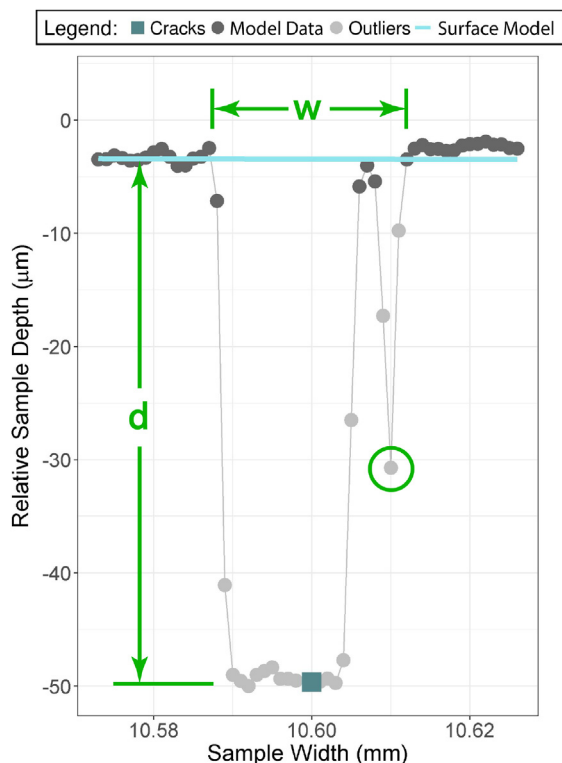 Legend: Cracks Model Data Outliers Surface Model
w
d
0
-10
-20
-30
-40
-50
Relative Sample Depth (μm)
10.58 10.60 10.62
Sample Width (mm)